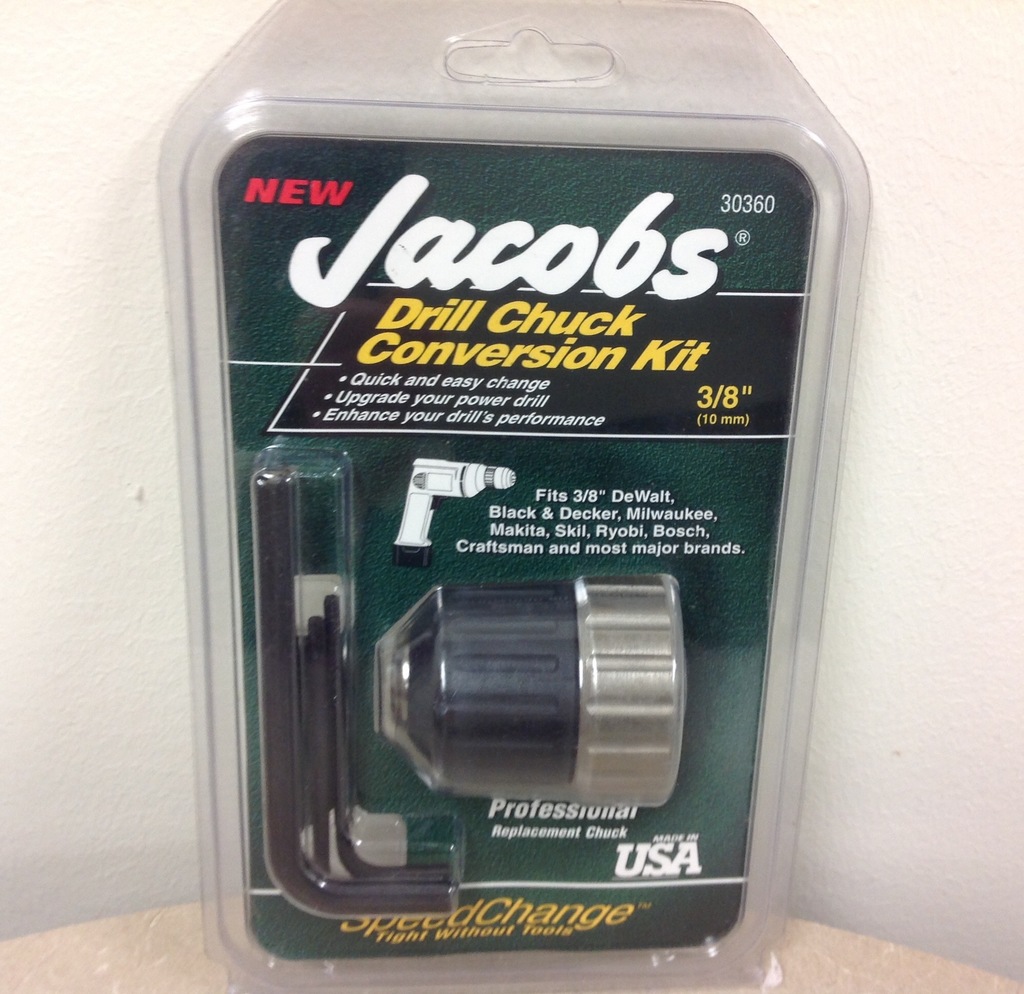 NEW
Jacobs®
30360
Drill Chuck
Conversion Kit
• Quick and easy change
• Upgrade your power drill
• Enhance your drill's performance
3/8"
(10 mm)
Fits 3/8" DeWalt,
Black & Decker, Milwaukee,
Makita, Skil, Ryobi, Bosch,
Craftsman and most major brands.
Professional
Replacement Chuck
MADE IN
USA
SpeedChange™
Tight Without Tools